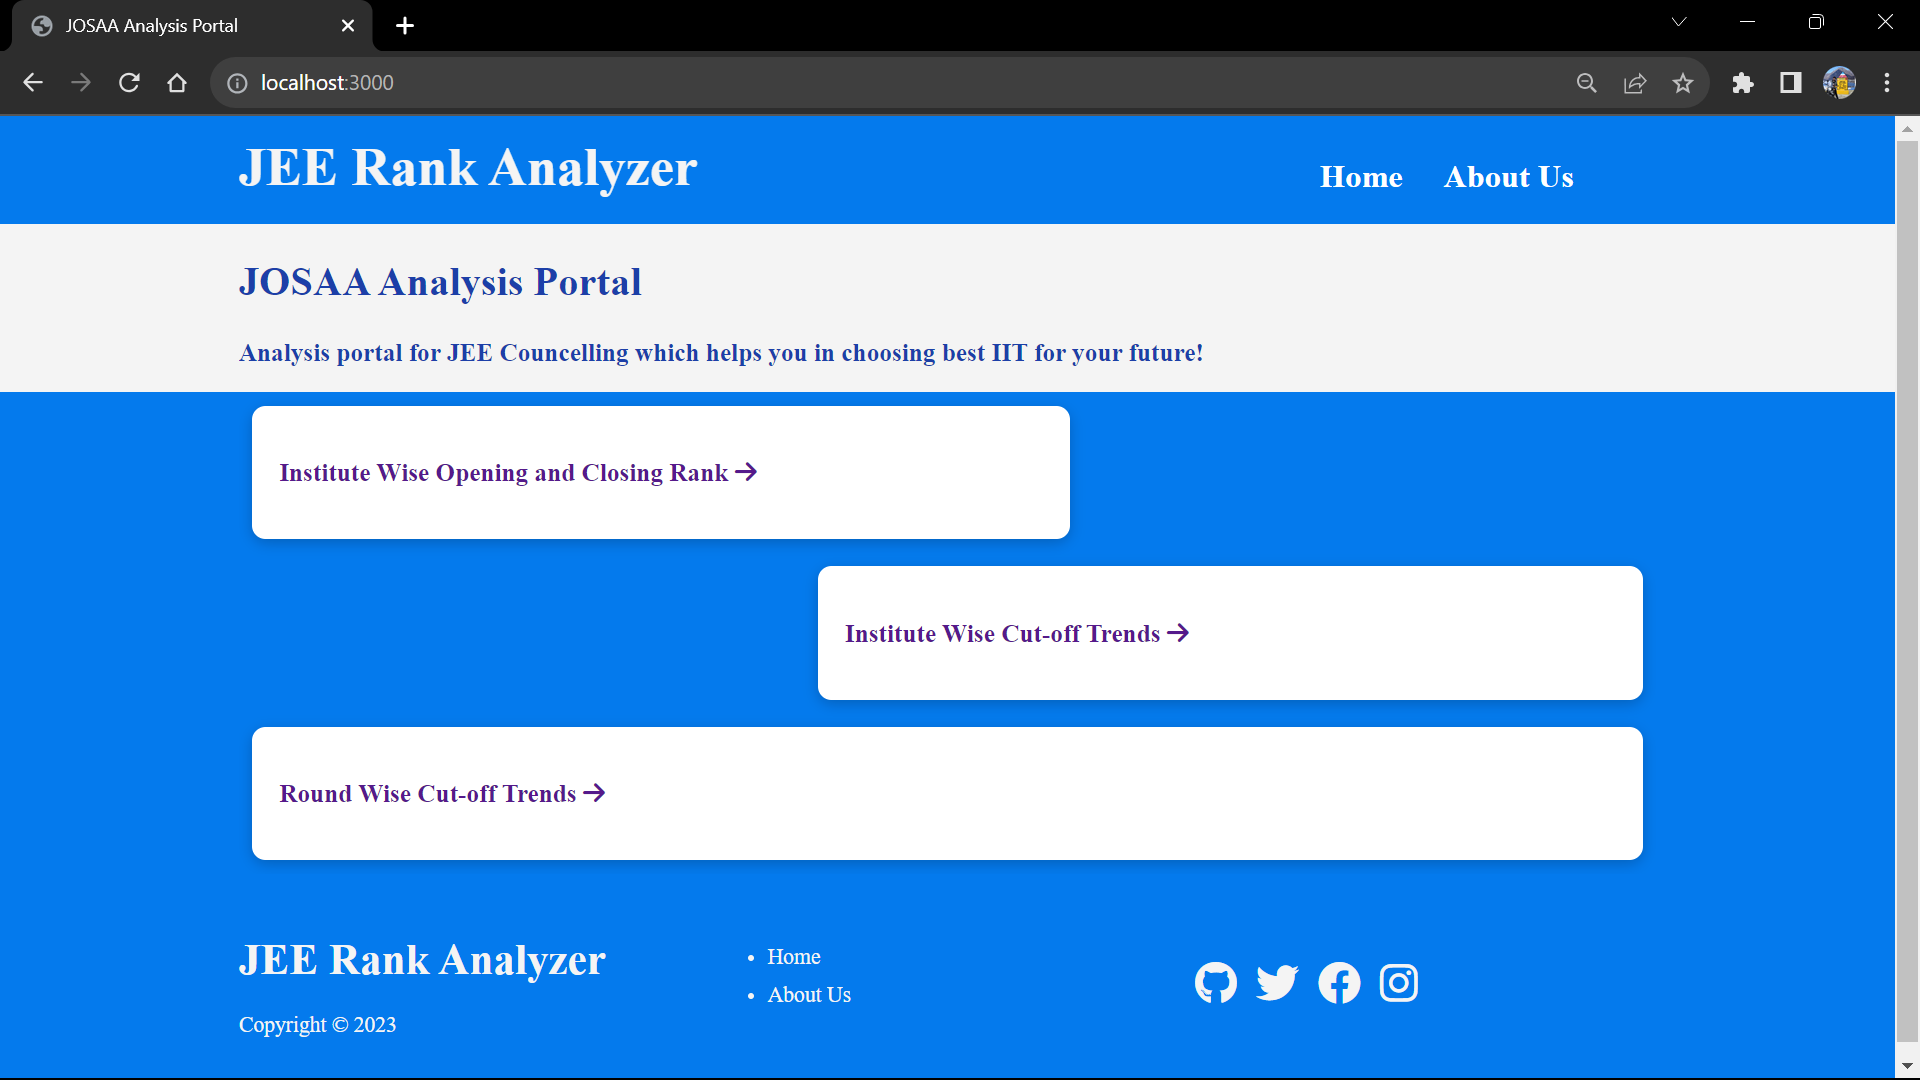 JOSAA Analysis Portal
localhost:3000
JEE Rank Analyzer
Home
About Us
JOSAA Analysis Portal
Analysis portal for JEE Councelling which helps you in choosing best IIT for your future!
Institute Wise Opening and Closing Rank →
Institute Wise Cut-off Trends →
Round Wise Cut-off Trends →
JEE Rank Analyzer
Copyright © 2023
• Home
• About Us